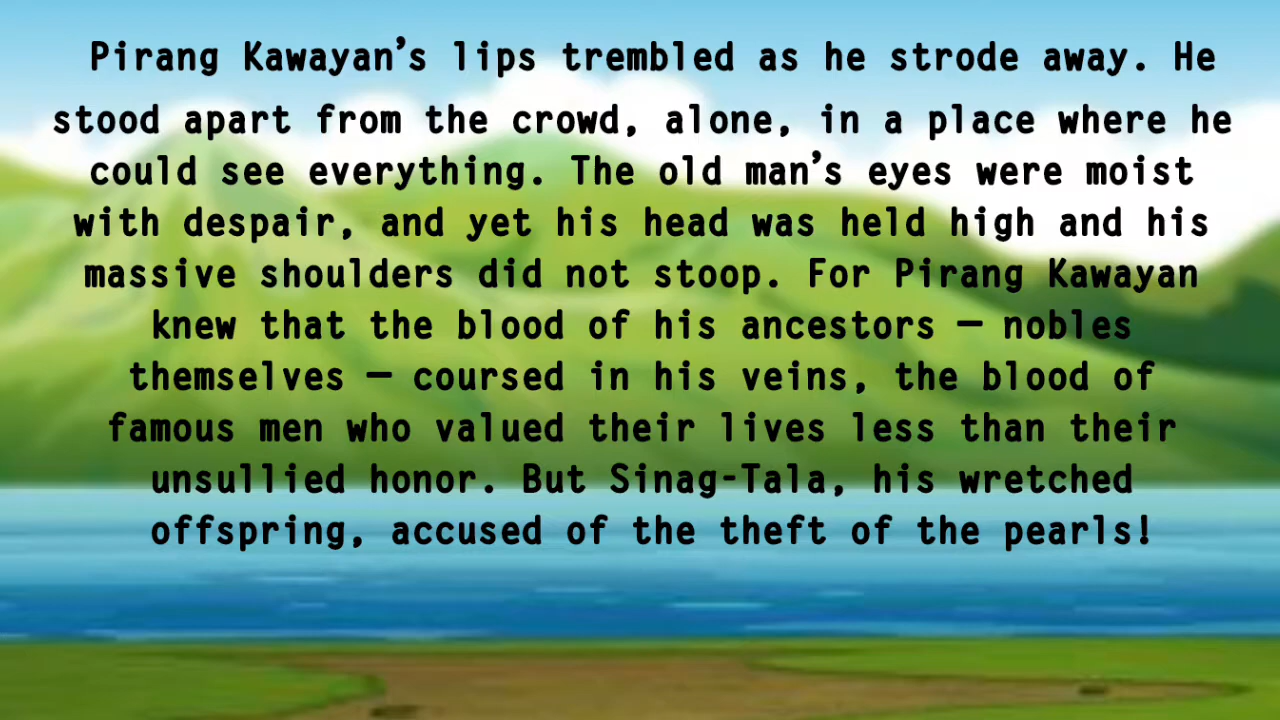 Pirang Kawayan’s lips trembled as he strode away. He
stood apart from the crowd, alone, in a place where he
could see everything. The old man’s eyes were moist
with despair, and yet his head was held high and his
massive shoulders did not stoop. For Pirang Kawayan
knew that the blood of his ancestors – nobles
themselves – coursed in his veins, the blood of
famous men who valued their lives less than their
unsullied honor. But Sinag-Tala, his wretched
offspring, accused of the theft of the pearls!